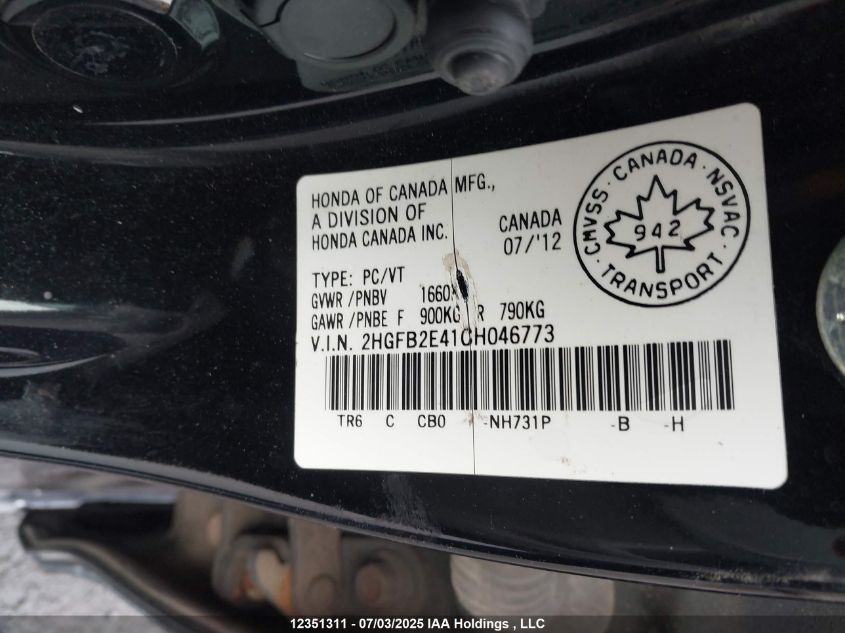 HONDA OF CANADA MFG.,
A DIVISION OF
HONDA CANADA INC.
CANADA
07/'12
CMVSS · CANADA · NSVAC
942
· TRANSPORT ·
TYPE: PC/VT
GVWR /PNBV
GAWR /PNBE F 900KG R 790KG
V.I.N. 2HGFB2E41CH046773
TR6 C CB0 -NH731P -B -H
12351311 - 07/03/2025 IAA Holdings , LLC